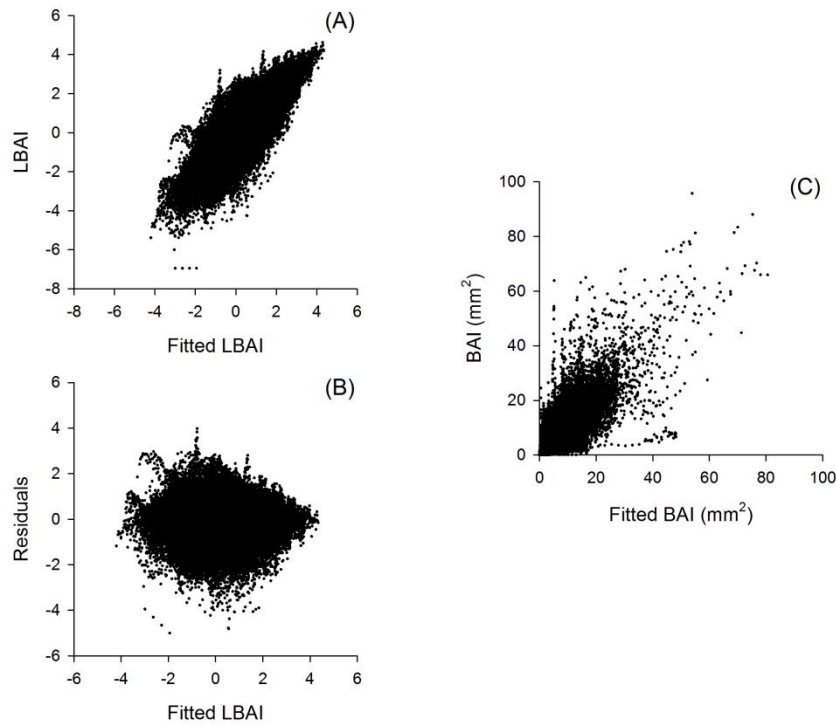 (A)
6
4
2
0
-2
-4
-6
-8
LBAI
-6 -4 -2 0 2 4 6
Fitted LBAI
(B)
6
4
2
0
-2
-4
-6
Residuals
-6 -4 -2 0 2 4 6
Fitted LBAI
(C)
100
80
60
40
20
0
BAI (mm²)
0 20 40 60 80 100
Fitted BAI (mm²)